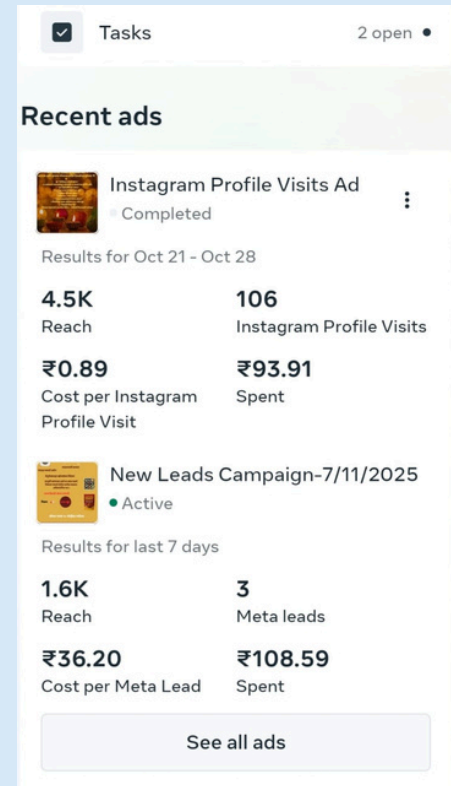 Tasks 2 open
Recent ads
Instagram Profile Visits Ad
Completed
Results for Oct 21 - Oct 28
4.5K 106
Reach Instagram Profile Visits
₹0.89 ₹93.91
Cost per Instagram Spent
Profile Visit
New Leads Campaign-7/11/2025
Active
Results for last 7 days
1.6K 3
Reach Meta leads
₹36.20 ₹108.59
Cost per Meta Lead Spent
See all ads